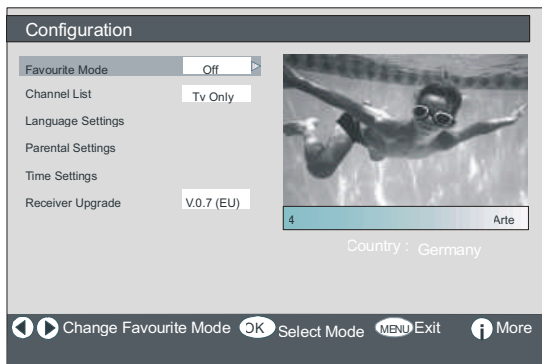 Configuration
Favourite Mode Off
Channel List Tv Only
Language Settings
Parental Settings
Time Settings
Receiver Upgrade V.0.7 (EU)
4 Arte
Country : Germany
Change Favourite Mode OK Select Mode MENU Exit i More